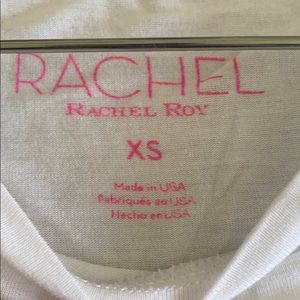 RACHEL
RACHEL ROY
XS
Made in USA
Fabriqués au USA
Hecho en USA